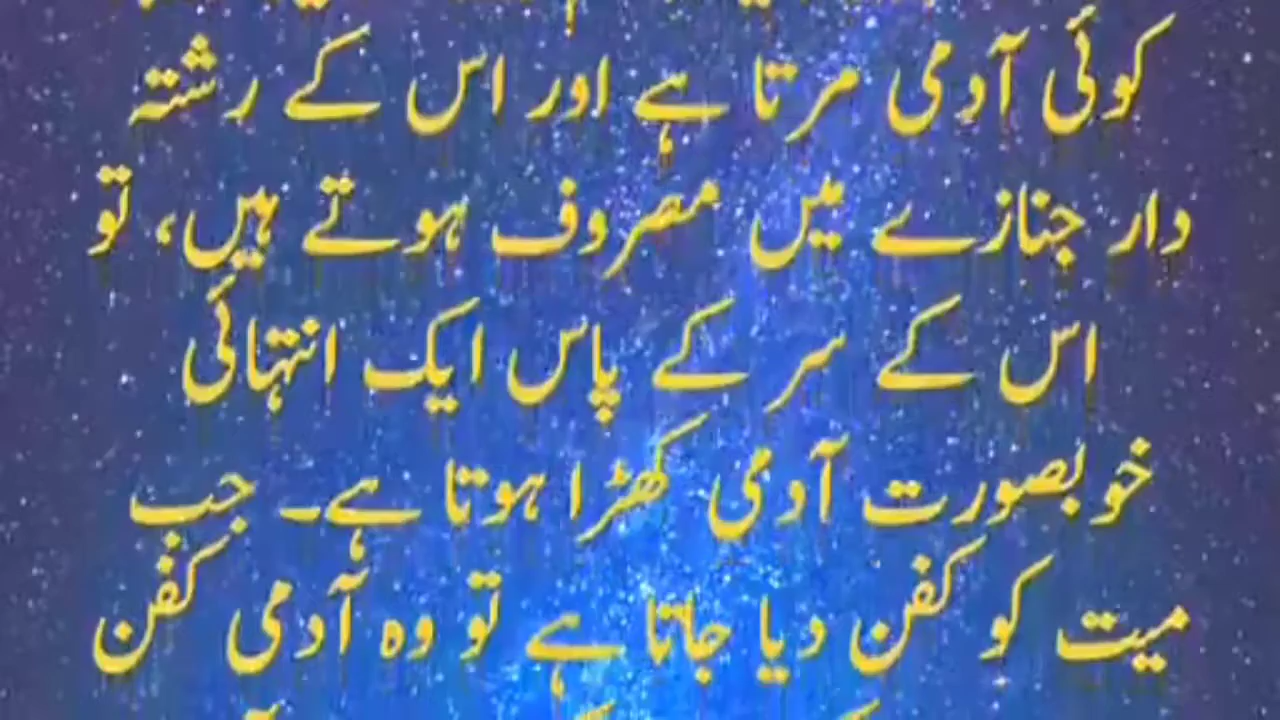 کوئی آدمی مرتا ہے اور اس کے رشتہ
دار جنازے میں مصروف ہوتے ہیں، تو
اس کے سر کے پاس ایک انتہائی
خوبصورت آدمی کھڑا ہوتا ہے۔ جب
میت کو کفن دیا جاتا ہے تو وہ آدمی کفن